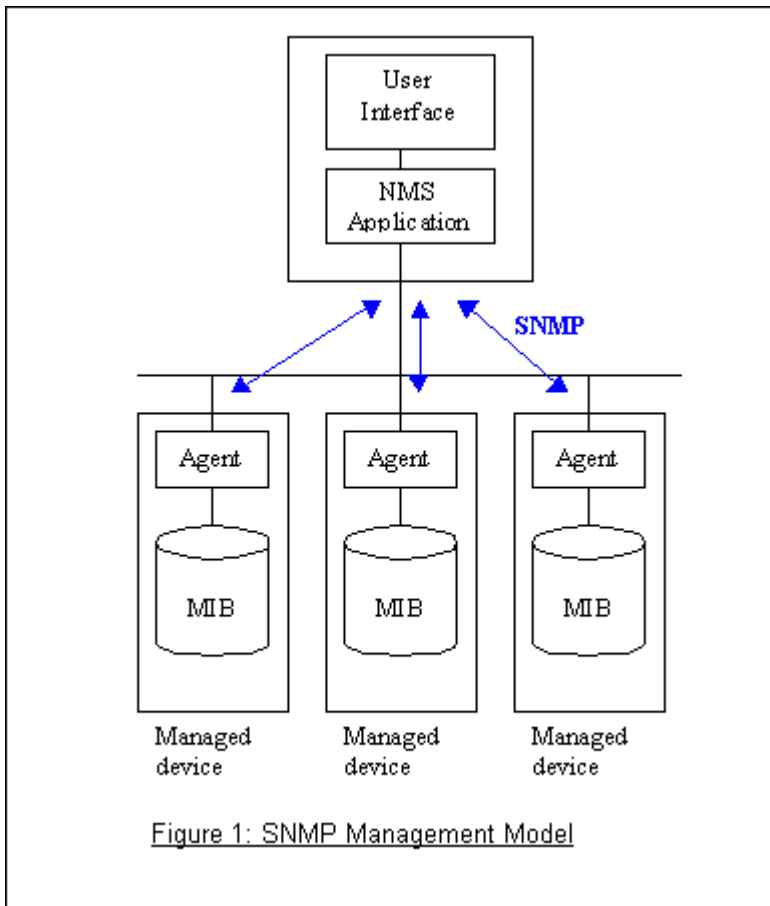 User
Interface
NMS
Application
SNMP
Agent
Agent
Agent
MIB
MIB
MIB
Managed
device
Managed
device
Managed
device
Figure 1: SNMP Management Model